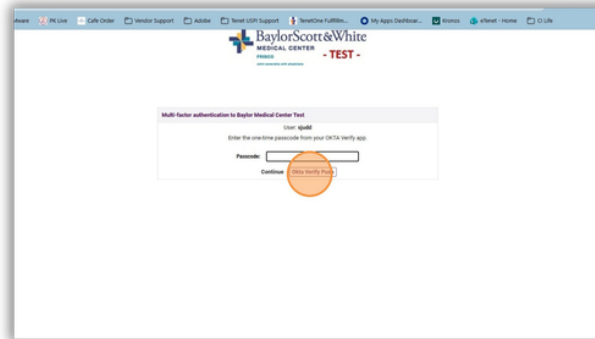 PK Live Cafe Order Vendor Support Adobe Tenet USPI Support TenetOne Fulfillm... My Apps Dashboar... Kronos eTenet - Home CI Life
BaylorScott&White
MEDICAL CENTER
FRISCO
- TEST -
Multi-factor authentication to Baylor Medical Center Test
User: sjudd
Enter the one-time passcode from your OKTA Verify app.
Passcode:
Continue Okta Verify Push